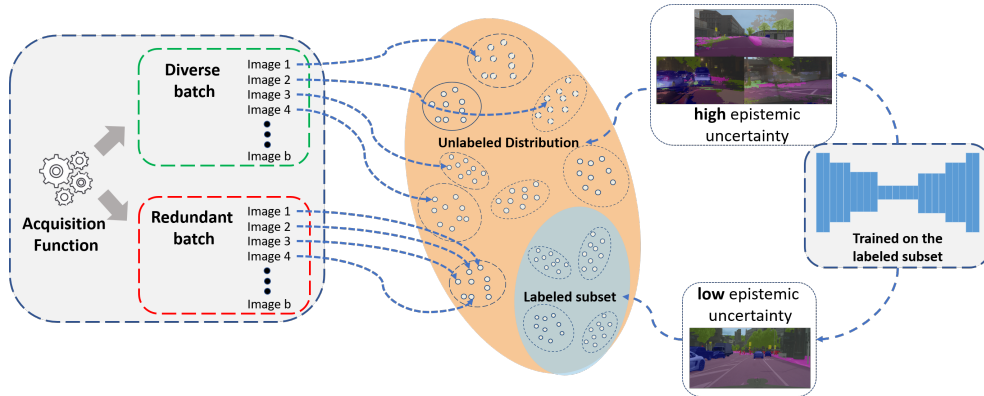 Acquisition
Function
Diverse
batch
Image 1
Image 2
Image 3
Image 4
Image b
Redundant
batch
Image 1
Image 2
Image 3
Image 4
Image b
Unlabeled Distribution
Labeled subset
high epistemic
uncertainty
low epistemic
uncertainty
Trained on the
labeled subset